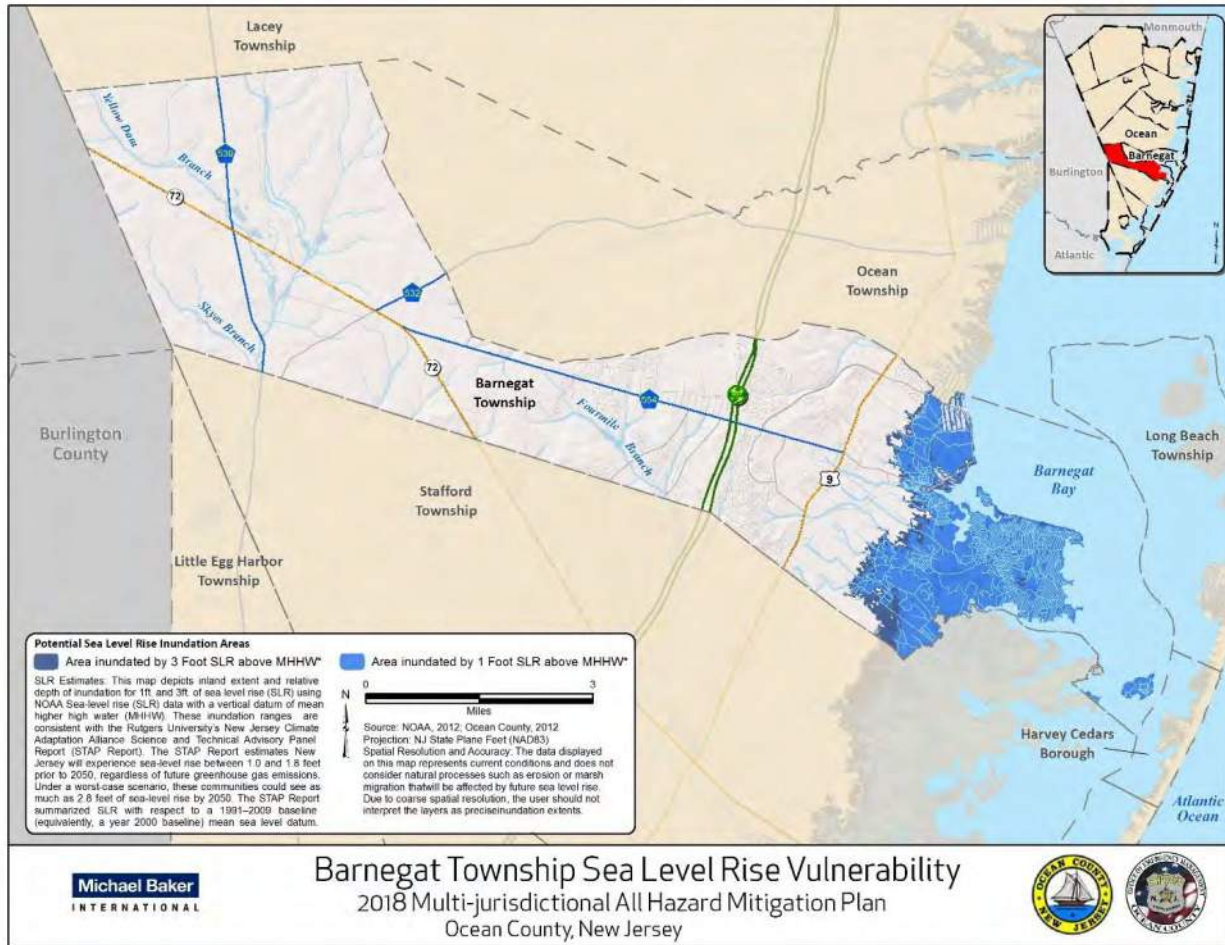 Lacey
Township
Monmouth
Ocean
Barnegat
Burlington
Atlantic
Yellow Dam
Branch
539
72
Ocean
Township
532
Skyes Branch
72
Barnegat
Township
554
Fourmile
Branch
9
Burlington
County
Stafford
Township
Little Egg Harbor
Township
Long Beach
Township
Barnegat
Bay
Harvey Cedars
Borough
Atlantic
Ocean
Potential Sea Level Rise Inundation Areas
Area inundated by 3 Foot SLR above MHHW*
Area inundated by 1 Foot SLR above MHHW*
SLR Estimates: This map depicts inland extent and relative
depth of inundation for 1ft and 3ft. of sea level rise (SLR) using
NOAA Sea-level rise (SLR) data with a vertical datum of mean
higher high water (MHHW). These inundation ranges are
consistent with the Rutgers University's New Jersey Climate
Adaptation Alliance Science and Technical Advisory Panel
Report (STAP Report). The STAP Report estimates New
Jersey will experience sea-level rise between 1.0 and 1.8 feet
prior to 2050, regardless of future greenhouse gas emissions.
Under a worst-case scenario, these communities could see as
much as 2.8 feet of sea-level rise by 2050. The STAP Report
summarized SLR with respect to a 1991–2009 baseline
(equivalently, a year 2000 baseline) mean sea level datum.
N
0 3
Miles
Source: NOAA, 2012; Ocean County, 2012
Projection: NJ State Plane Feet (NAD83)
Spatial Resolution and Accuracy: The data displayed
on this map represents current conditions and does not
consider natural processes such as erosion or marsh
migration thatwill be affected by future sea level rise.
Due to coarse spatial resolution, the user should not
interpret the layers as preciseinundation extents.
Michael Baker
INTERNATIONAL
Barnegat Township Sea Level Rise Vulnerability
2018 Multi-jurisdictional All Hazard Mitigation Plan
Ocean County, New Jersey
OCEAN COUNTY
NEW JERSEY
OCEAN COUNTY